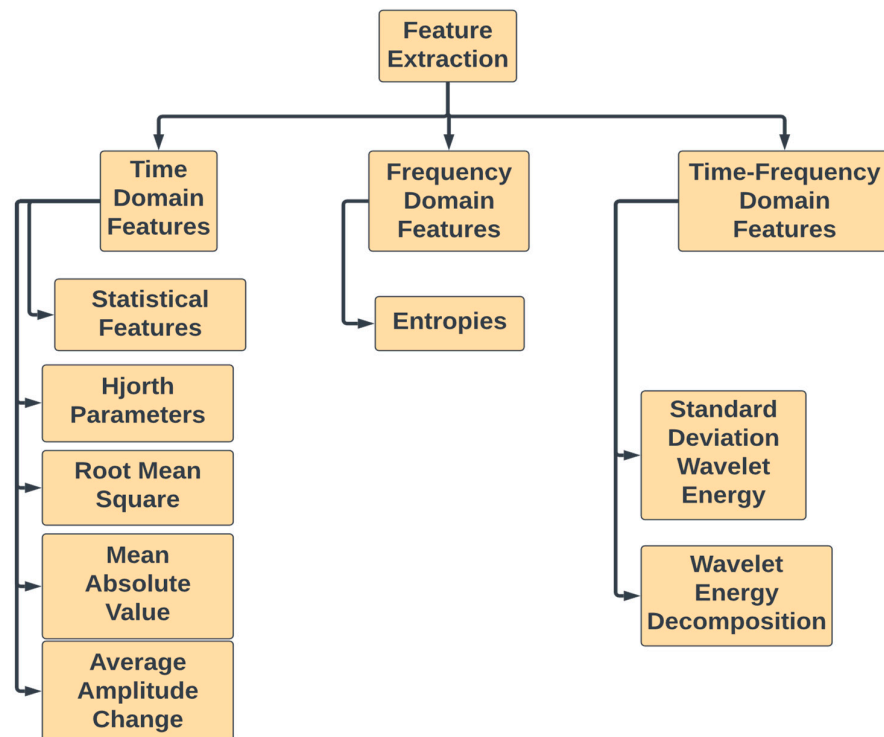 Feature
Extraction
Time
Domain
Features
Frequency
Domain
Features
Time-Frequency
Domain
Features
Statistical
Features
Entropies
Hjorth
Parameters
Root Mean
Square
Mean
Absolute
Value
Average
Amplitude
Change
Standard
Deviation
Wavelet
Energy
Wavelet
Energy
Decomposition